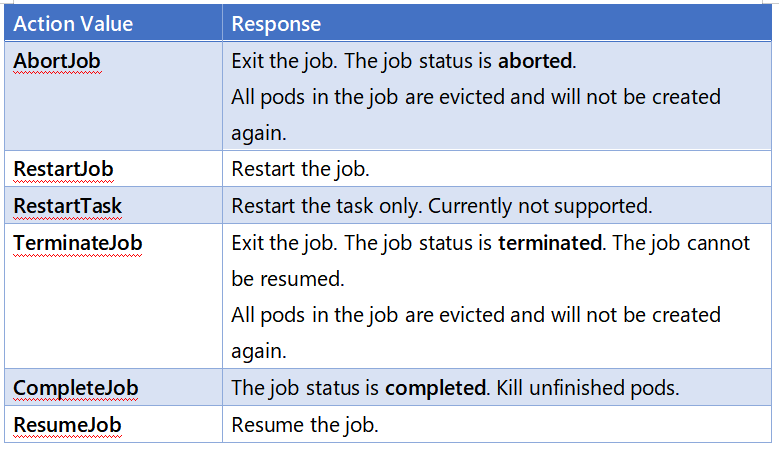 Action Value Response
AbortJob Exit the job. The job status is aborted.
All pods in the job are evicted and will not be created
again.
RestartJob Restart the job.
RestartTask Restart the task only. Currently not supported.
TerminateJob Exit the job. The job status is terminated. The job cannot
be resumed.
All pods in the job are evicted and will not be created
again.
CompleteJob The job status is completed. Kill unfinished pods.
ResumeJob Resume the job.